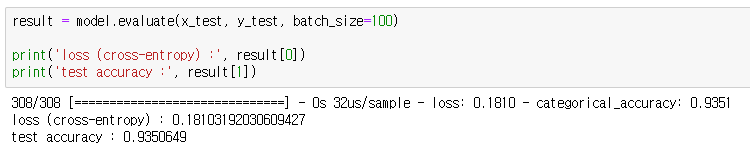 result = model.evaluate(x_test, y_test, batch_size=100)
print('loss (cross-entropy) :', result[0])
print('test accuracy :', result[1])
308/308 [==============================] - 0s 32us/sample - loss: 0.1810 - categorical_accuracy: 0.9351
loss (cross-entropy) : 0.18103192030609427
test accuracy : 0.9350649